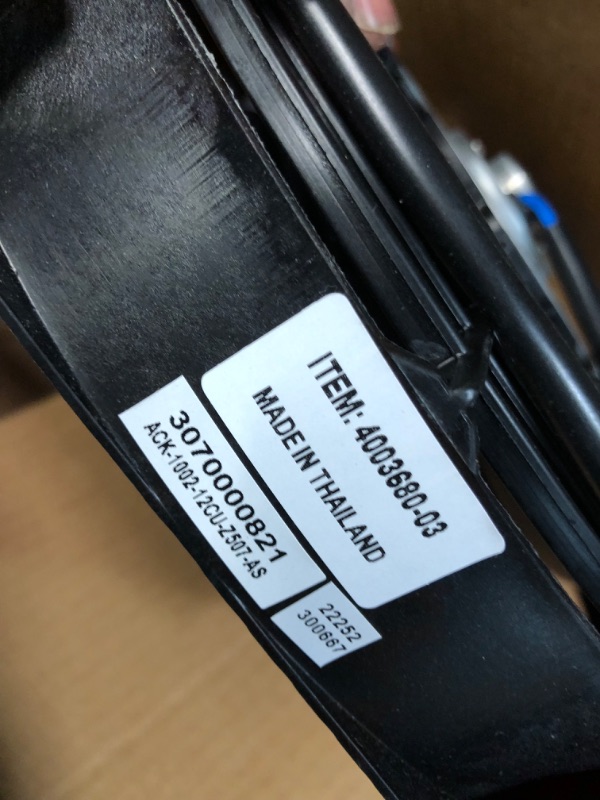 ITEM: 4003680-03
MADE IN THAILAND
3070000821
ACK-1002-12CU-Z507-AS
22252
300667